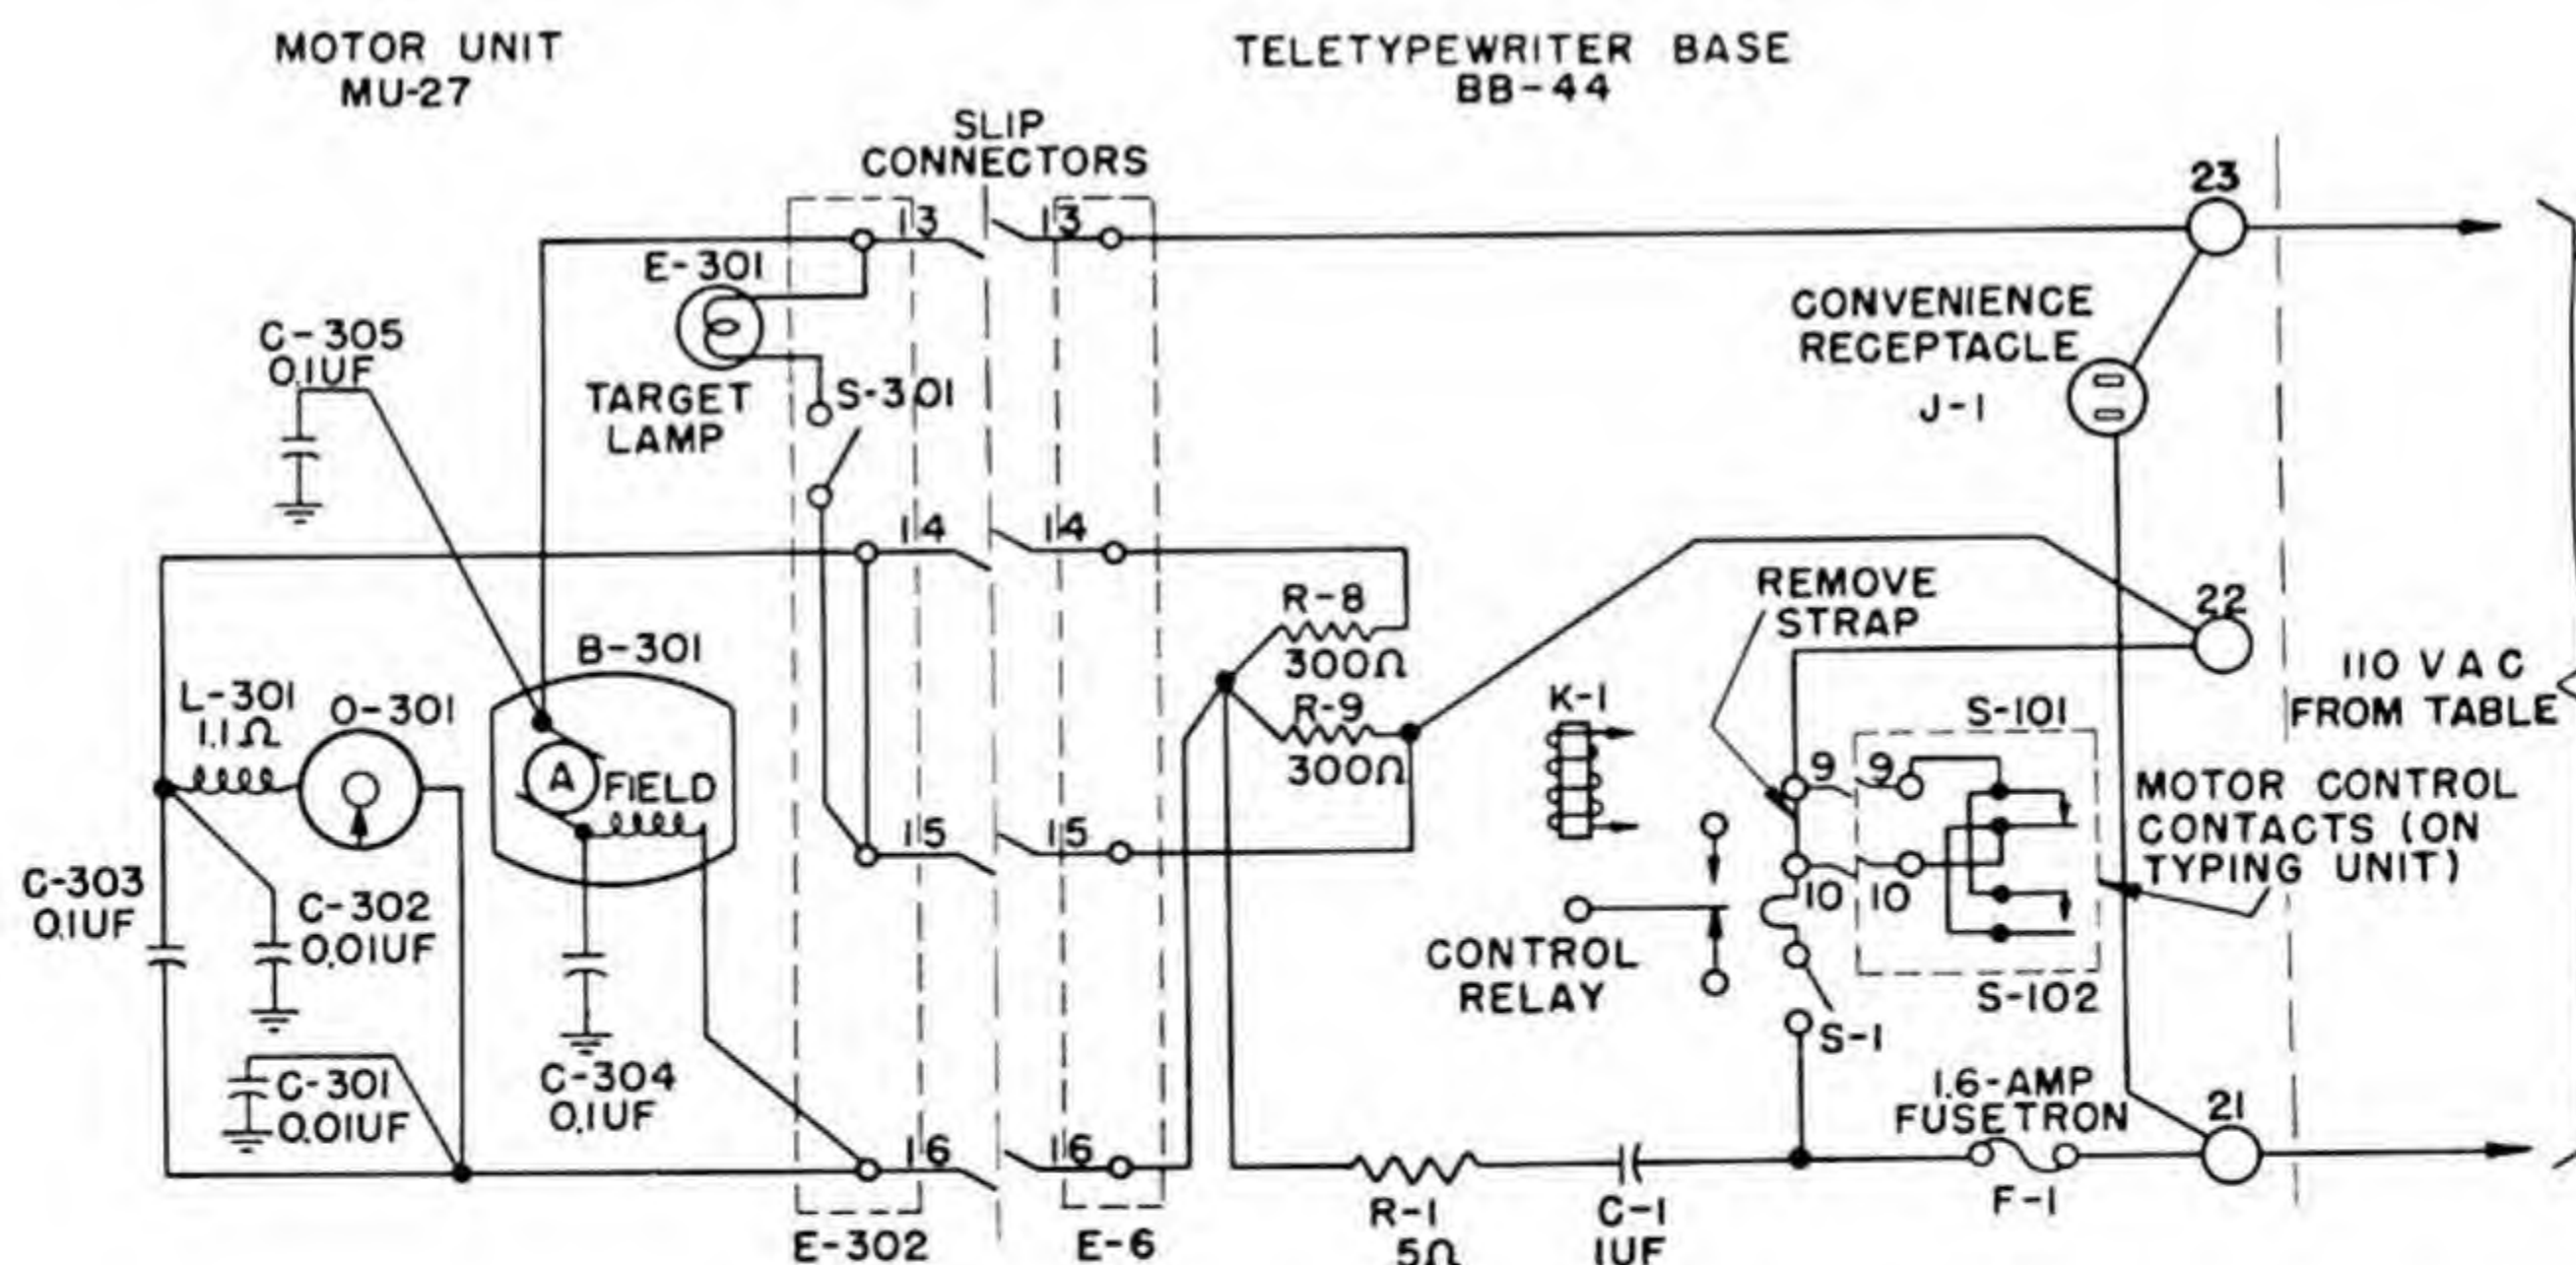 MOTOR UNIT
MU-27
TELETYPEWRITER BASE
BB-44
SLIP
CONNECTORS
23
13
13
E-301
CONVENIENCE
RECEPTACLE
J-1
C-305
0.1UF
TARGET
LAMP
S-301
14
14
REMOVE
STRAP
22
R-8
300Ω
R-9
300Ω
B-301
L-301
1.1Ω
O-301
K-1
S-101
110 VAC
FROM TABLE
A
FIELD
9
9
MOTOR CONTROL
CONTACTS (ON
TYPING UNIT)
15
15
C-303
0.1UF
C-302
0.01UF
10
10
CONTROL
RELAY
S-102
S-1
C-301
0.01UF
C-304
0.1UF
1.6-AMP
FUSETRON
21
16
16
F-1
R-1
5Ω
C-1
1UF
E-302
E-6